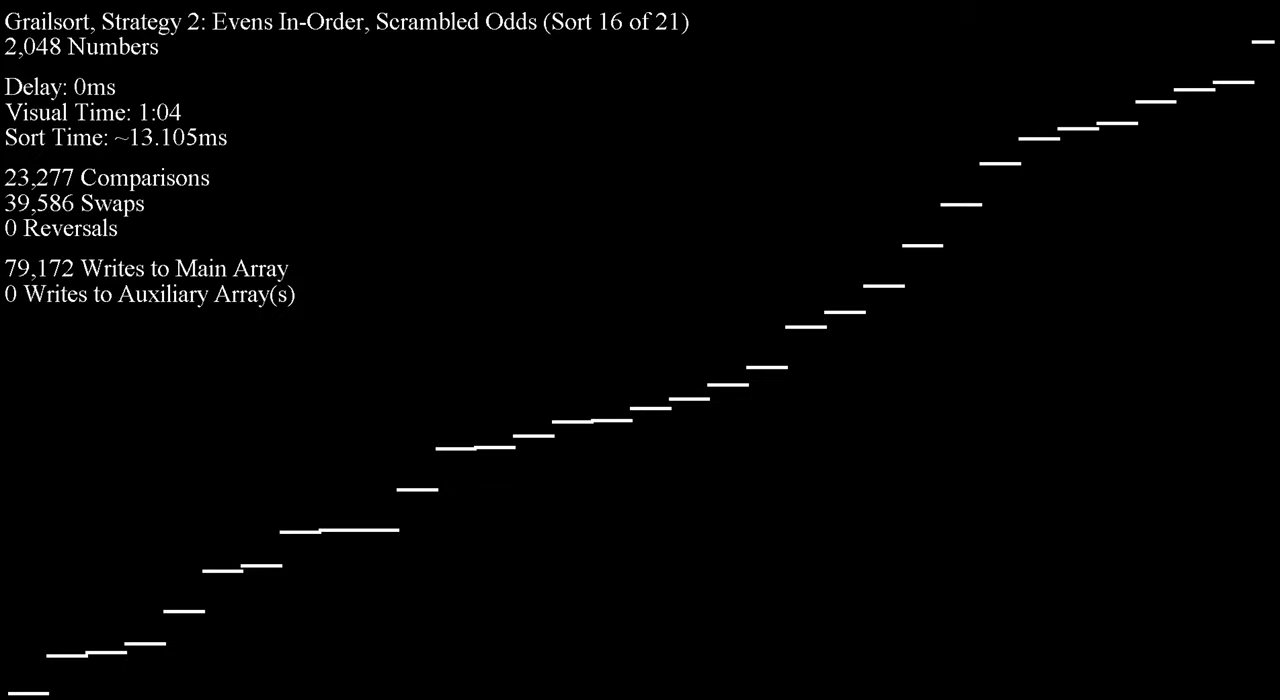 Grailsort, Strategy 2: Evens In-Order, Scrambled Odds (Sort 16 of 21)
2,048 Numbers
Delay: 0ms
Visual Time: 1:04
Sort Time: ~13.105ms
23,277 Comparisons
39,586 Swaps
0 Reversals
79,172 Writes to Main Array
0 Writes to Auxiliary Array(s)